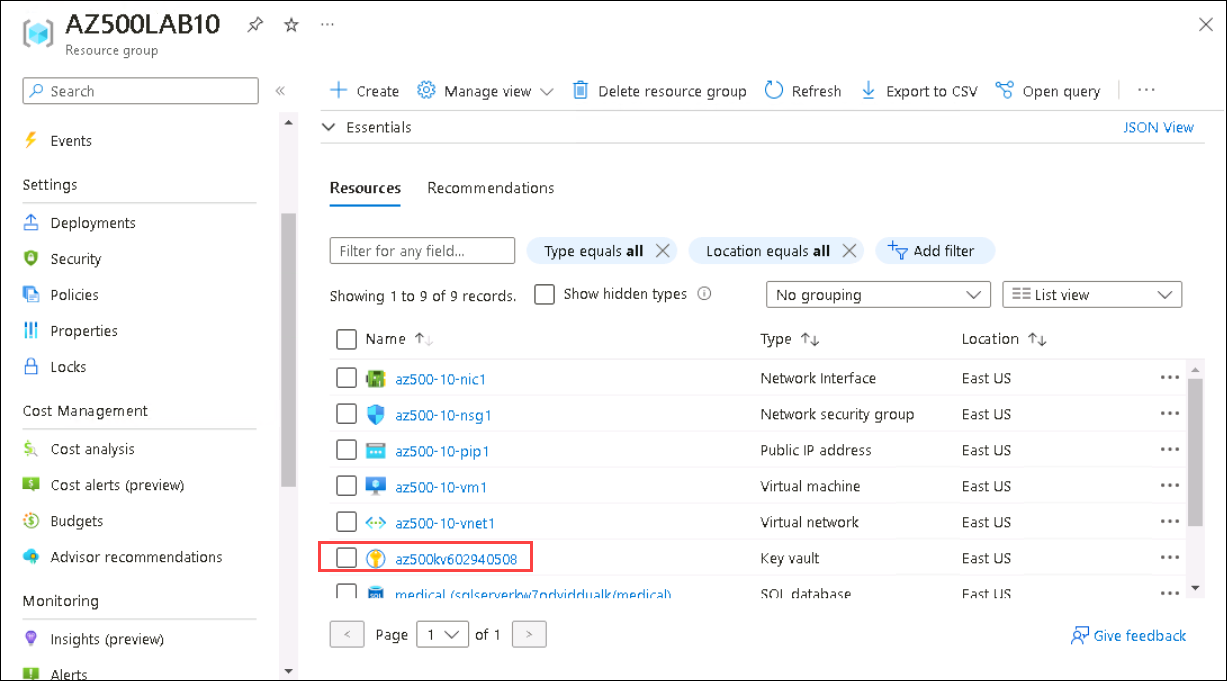 AZ500LAB10
Resource group
Search
Create Manage view Delete resource group Refresh Export to CSV Open query
Events
Settings
Deployments
Security
Policies
Properties
Locks
Cost Management
Cost analysis
Cost alerts (preview)
Budgets
Advisor recommendations
Monitoring
Insights (preview)
Alerts
Essentials JSON View
Resources Recommendations
Filter for any field... Type equals all Location equals all Add filter
Showing 1 to 9 of 9 records. Show hidden types No grouping List view
Name Type Location
az500-10-nic1 Network Interface East US
az500-10-nsg1 Network security group East US
az500-10-pip1 Public IP address East US
az500-10-vm1 Virtual machine East US
az500-10-vnet1 Virtual network East US
az500kv602940508 Key vault East US
medical SQL database East US
< Page 1 of 1 >
Give feedback